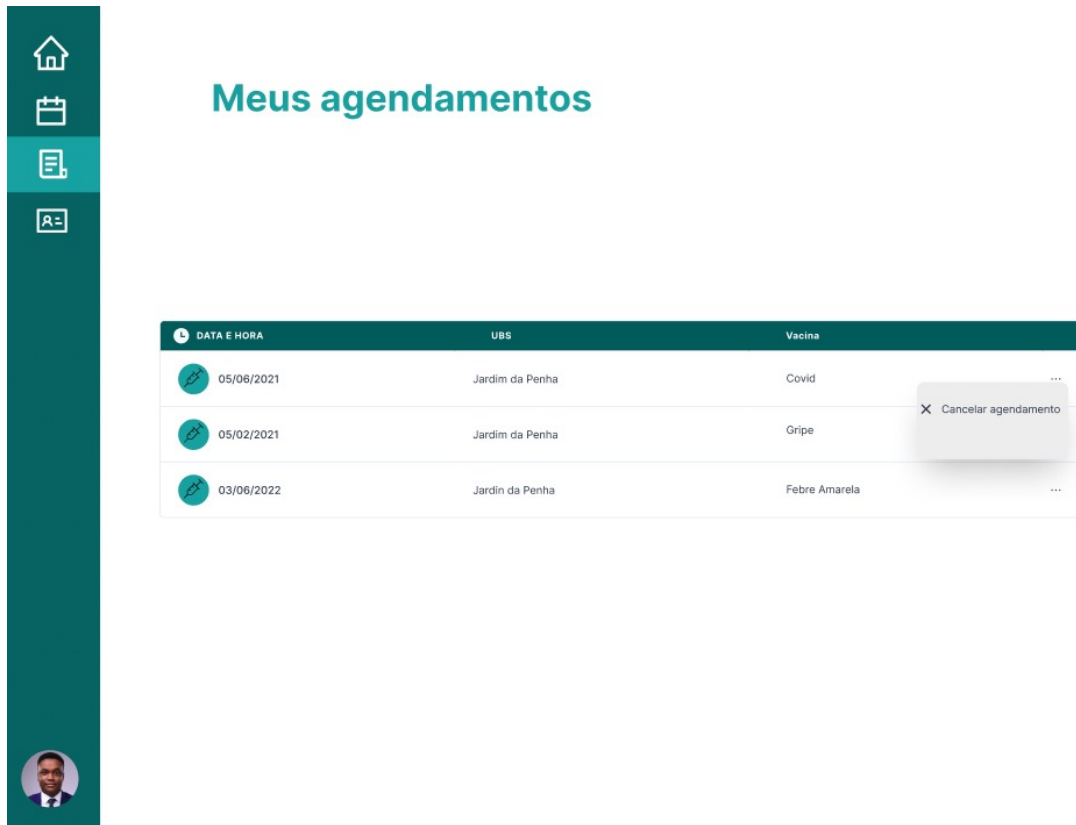 Meus agendamentos
DATA E HORA UBS Vacina
05/06/2021 Jardim da Penha Covid ...
Cancelar agendamento
05/02/2021 Jardim da Penha Gripe
03/06/2022 Jardin da Penha Febre Amarela ...